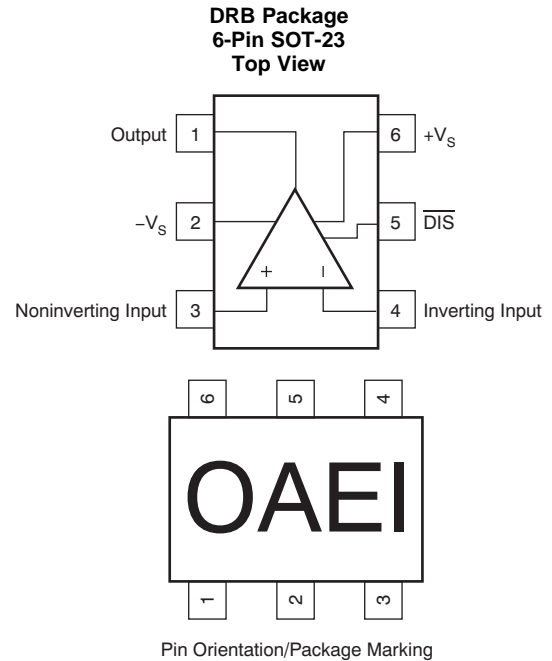 DRB Package
6-Pin SOT-23
Top View
Output 1 6 +VS
−VS 2 5 DIS
+ −
Noninverting Input 3 4 Inverting Input
6 5 4
OAEI
1 2 3
Pin Orientation/Package Marking